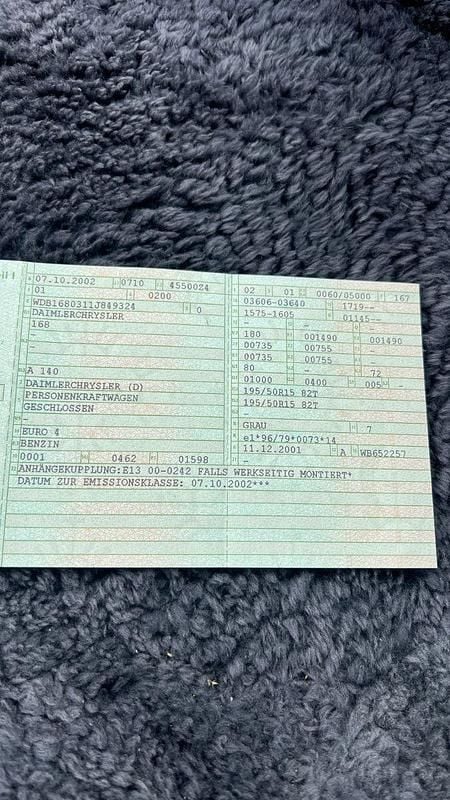 07.10.2002 0710 4550024
01 0200
WDB1680311J849324 0
DAIMLERCHRYSLER
168
–
–
–
A 140
DAIMLERCHRYSLER (D)
PERSONENKRAFTWAGEN
GESCHLOSSEN
–
EURO 4
BENZIN
0001 0462 01598
02 01 0060/05000 167
03606-03640 1719--
1575-1605 01145--
– –
180 001490 001490
00735 00755 –
00735 00755 –
80 – 72
01000 0400 005 –
195/50R15 82T
195/50R15 82T
–
GRAU 7
e1*96/79*0073*14
11.12.2001 A WB652257
–
ANHÄNGEKUPPLUNG:E13 00-0242 FALLS WERKSEITIG MONTIERT*
DATUM ZUR EMISSIONSKLASSE: 07.10.2002***